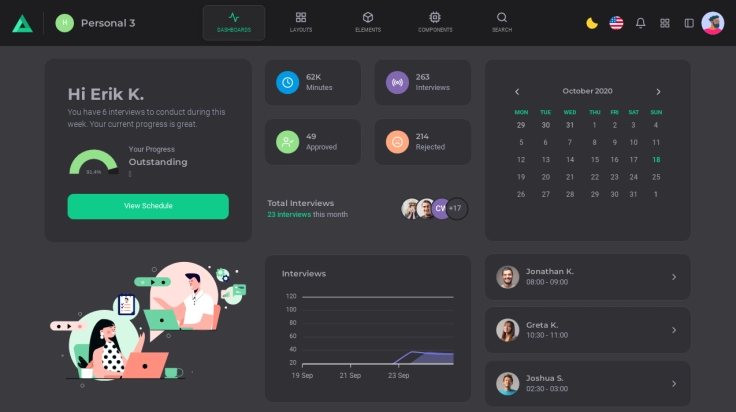 H Personal 3
DASHBOARDS
LAYOUTS
ELEMENTS
COMPONENTS
SEARCH
Hi Erik K.
You have 6 interviews to conduct during this
week. Your current progress is great.
Your Progress
Outstanding
View Schedule
62K
Minutes
263
Interviews
49
Approved
214
Rejected
Total Interviews
23 interviews this month
CW
+17
October 2020
MON TUE WED THU FRI SAT SUN
29 30 31 1 2 3 4
5 6 7 8 9 10 11
12 13 14 15 16 17 18
19 20 21 22 23 24 25
26 27 28 29 30 31 1
Interviews
120
100
80
60
40
20
19 Sep 21 Sep 23 Sep
Jonathan K.
08:00 - 09:00
Greta K.
10:30 - 11:00
Joshua S.
02:30 - 03:00